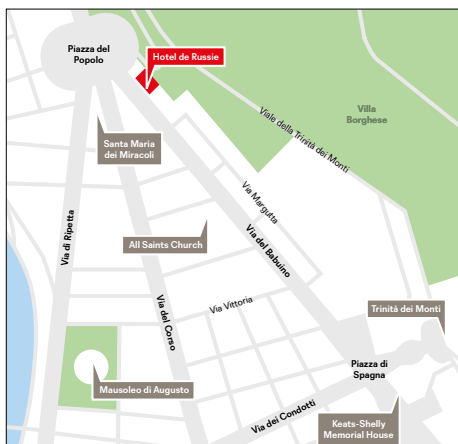 Piazza del
Popolo
Hotel de Russie
Villa
Borghese
Viale della Trinità dei Monti
Santa Maria
dei Miracoli
Via Margutta
Via di Ripetta
All Saints Church
Via del Babuino
Via del Corso
Via Vittoria
Trinità dei Monti
Piazza di
Spagna
Mausoleo di Augusto
Via dei Condotti
Keats-Shelly
Memorial House